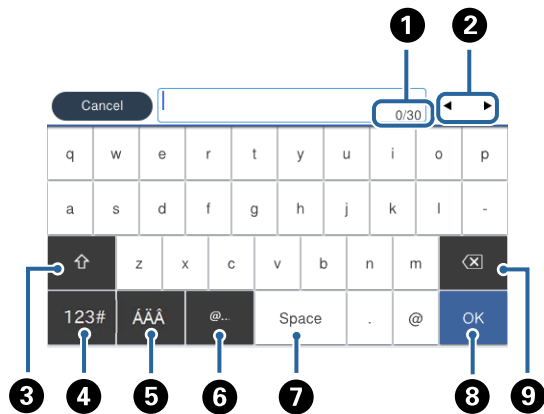 1 2
Cancel 0/30 ◀ ▶
q w e r t y u i o p
a s d f g h j k l -
z x c v b n m
123# ÁÄÂ @... Space . @ OK
3 4 5 6 7 8 9